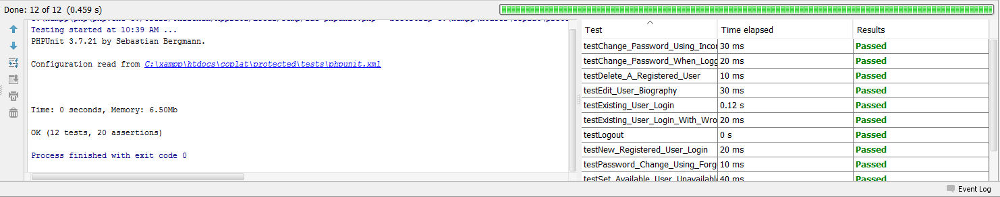 Done: 12 of 12 (0.459 s)
Testing started at 10:39 AM ...
PHPUnit 3.7.21 by Sebastian Bergmann.
Configuration read from C:\xampp\htdocs\coplat\protected\tests\phpunit.xml
Time: 0 seconds, Memory: 6.50Mb
OK (12 tests, 20 assertions)
Process finished with exit code 0
Test Time elapsed Results
testChange_Password_Using_Incor 30 ms Passed
testChange_Password_When_Logg 20 ms Passed
testDelete_A_Registered_User 10 ms Passed
testEdit_User_Biography 30 ms Passed
testExisting_User_Login 0.12 s Passed
testExisting_User_Login_With_Wro 20 ms Passed
testLogout 0 s Passed
testNew_Registered_User_Login 20 ms Passed
testPassword_Change_Using_Forg 10 ms Passed
testSet_Available_User_Unavailable 40 ms Passed
Event Log